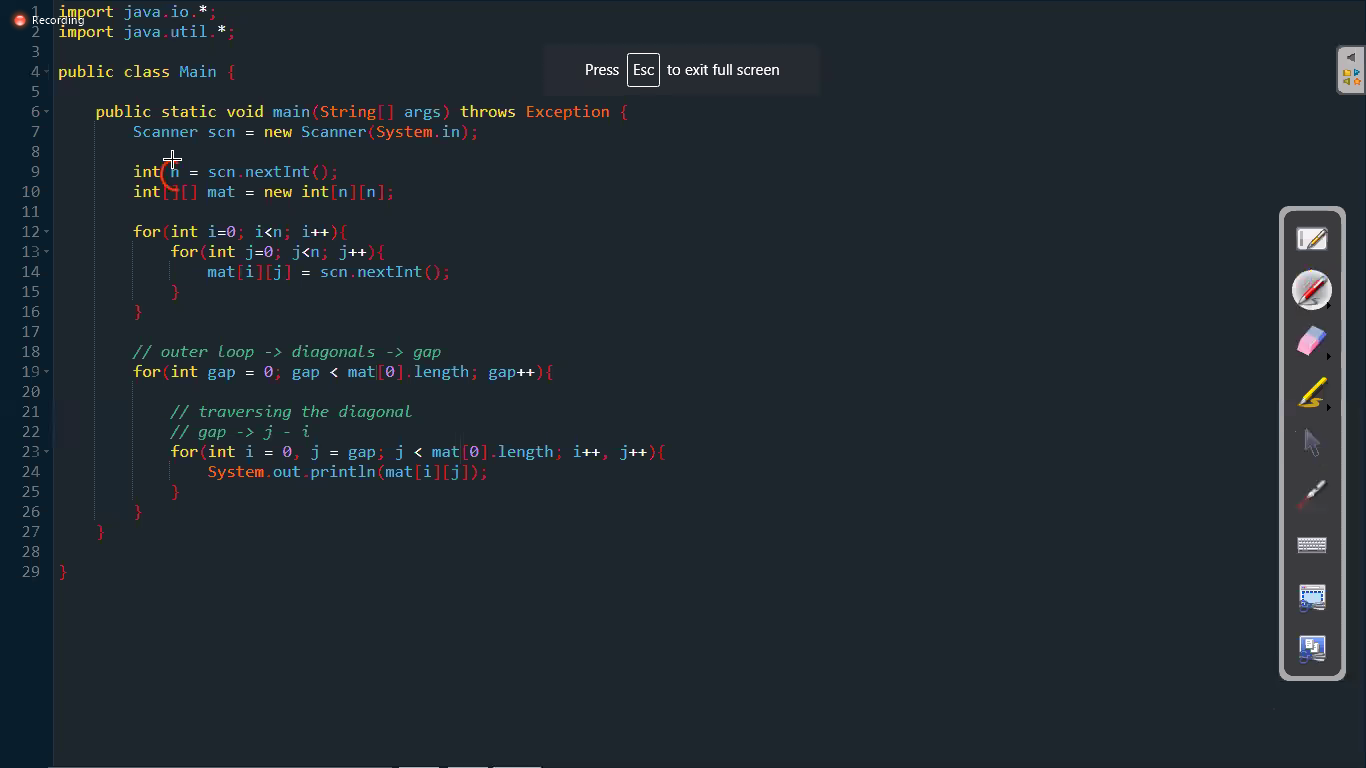 1 import java.io.*;
Recording
2 import java.util.*;
3
4 public class Main {
Press Esc to exit full screen
5
6 public static void main(String[] args) throws Exception {
7 Scanner scn = new Scanner(System.in);
8
9 int n = scn.nextInt();
10 int[][] mat = new int[n][n];
11
12 for(int i=0; i<n; i++){
13 for(int j=0; j<n; j++){
14 mat[i][j] = scn.nextInt();
15 }
16 }
17
18 // outer loop -> diagonals -> gap
19 for(int gap = 0; gap < mat[0].length; gap++){
20
21 // traversing the diagonal
22 // gap -> j - i
23 for(int i = 0, j = gap; j < mat[0].length; i++, j++){
24 System.out.println(mat[i][j]);
25 }
26 }
27 }
28
29 }